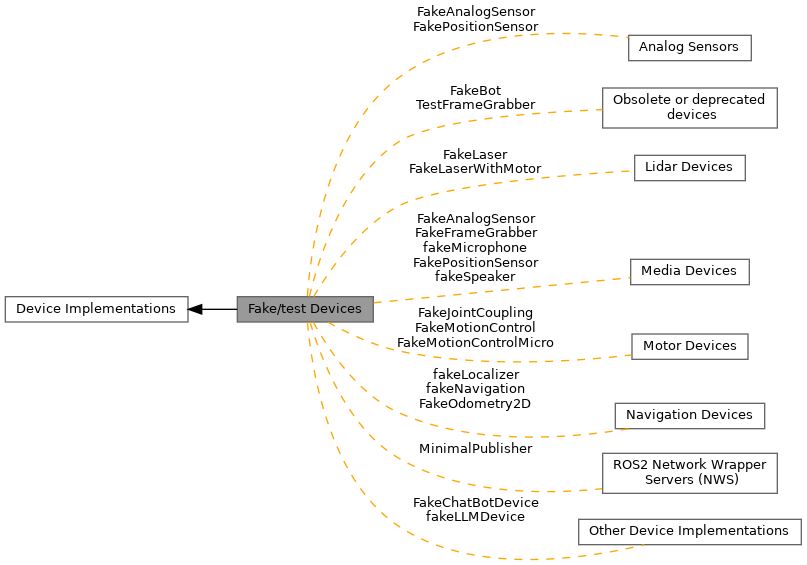 FakeAnalogSensor
FakePositionSensor
Analog Sensors
FakeBot
TestFrameGrabber
Obsolete or deprecated
devices
FakeLaser
FakeLaserWithMotor
Lidar Devices
FakeAnalogSensor
FakeFrameGrabber
fakeMicrophone
FakePositionSensor
fakeSpeaker
Media Devices
Device Implementations
Fake/test Devices
FakeJointCoupling
FakeMotionControl
FakeMotionControlMicro
Motor Devices
fakeLocalizer
fakeNavigation
FakeOdometry2D
Navigation Devices
MinimalPublisher
ROS2 Network Wrapper
Servers (NWS)
FakeChatBotDevice
fakeLLMDevice
Other Device Implementations